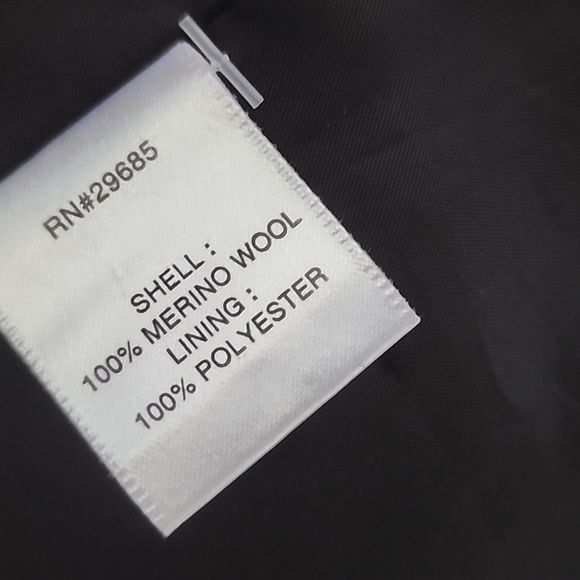 RN#29685
SHELL :
100% MERINO WOOL
LINING :
100% POLYESTER